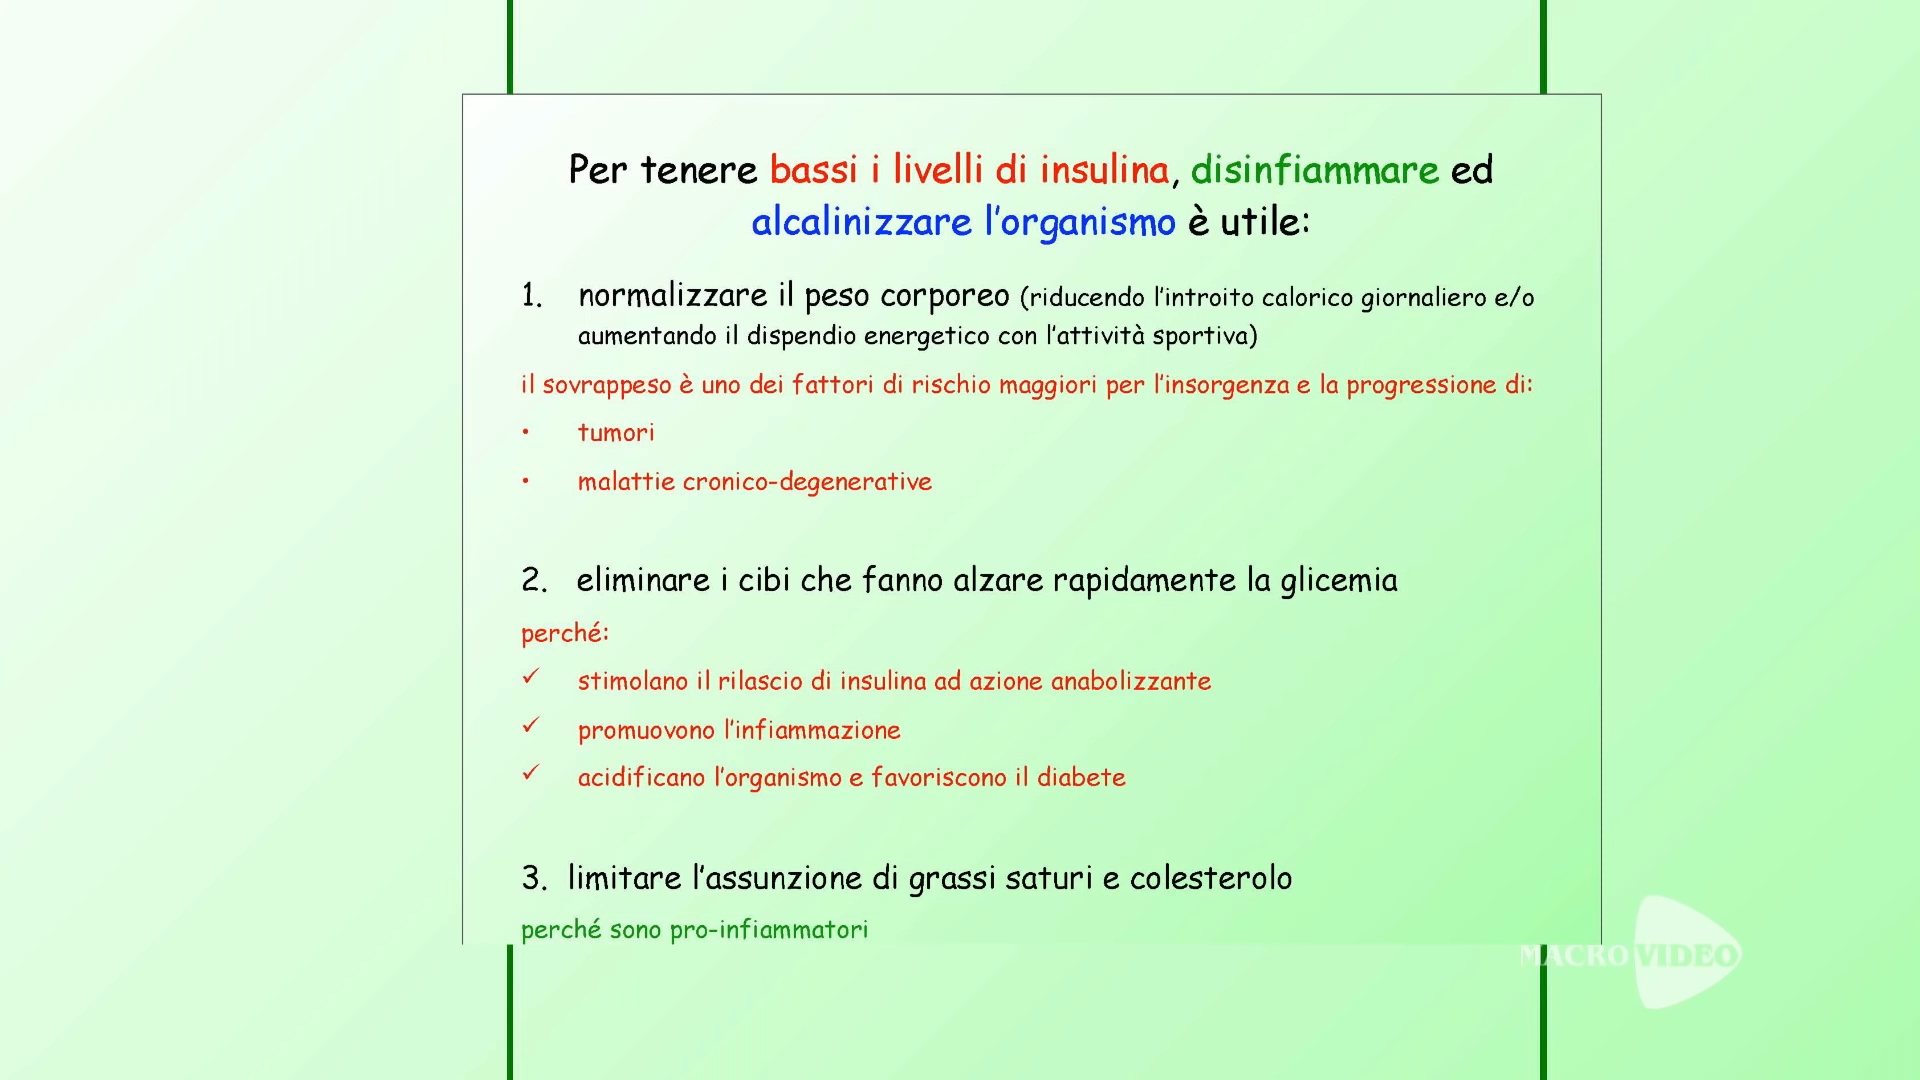 Per tenere bassi i livelli di insulina, disinfiammare ed
alcalinizzare l'organismo è utile:
1. normalizzare il peso corporeo (riducendo l'introito calorico giornaliero e/o
aumentando il dispendio energetico con l'attività sportiva)
il sovrappeso è uno dei fattori di rischio maggiori per l'insorgenza e la progressione di:
• tumori
• malattie cronico-degenerative
2. eliminare i cibi che fanno alzare rapidamente la glicemia
perché:
✓ stimolano il rilascio di insulina ad azione anabolizzante
✓ promuovono l'infiammazione
✓ acidificano l'organismo e favoriscono il diabete
3. limitare l'assunzione di grassi saturi e colesterolo
perché sono pro-infiammatori
MACRO VIDEO